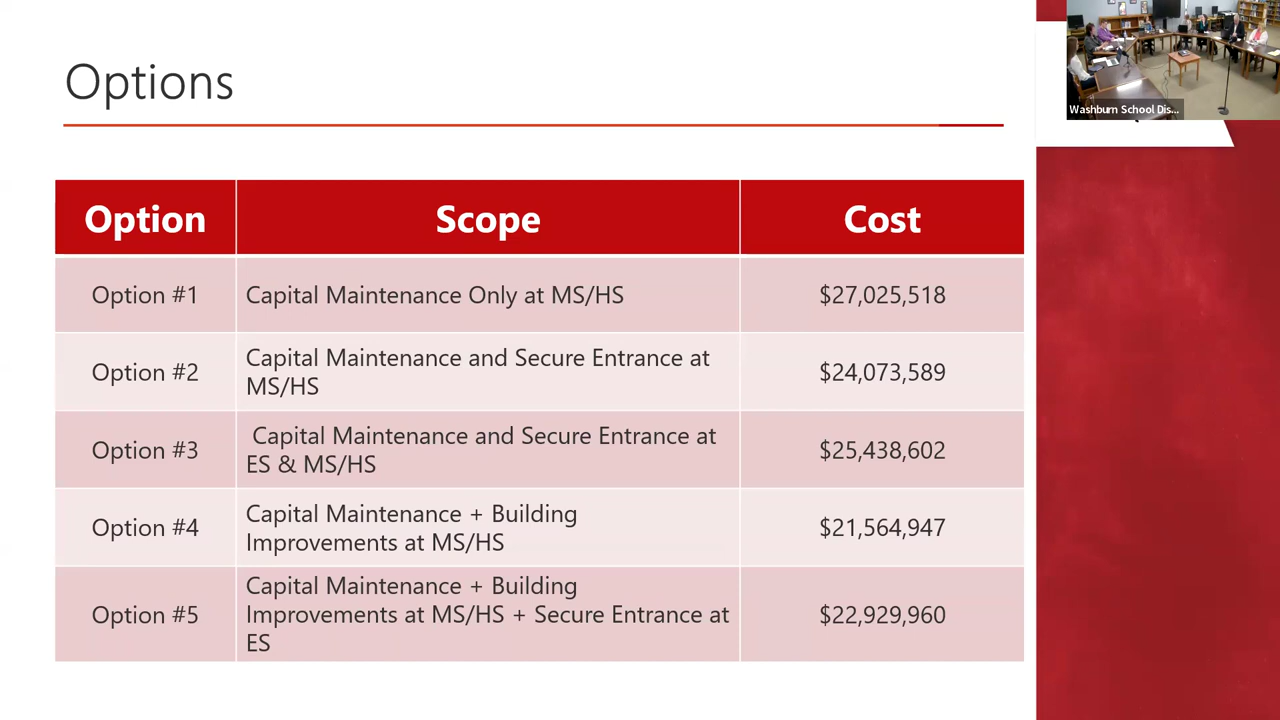 Options
Option
Scope
Cost
Option #1
Capital Maintenance Only at MS/HS
$27,025,518
Option #2
Capital Maintenance and Secure Entrance at
MS/HS
$24,073,589
Option #3
Capital Maintenance and Secure Entrance at
ES & MS/HS
$25,438,602
Option #4
Capital Maintenance + Building
Improvements at MS/HS
$21,564,947
Option #5
Capital Maintenance + Building
Improvements at MS/HS + Secure Entrance at
ES
$22,929,960
Washburn School Dis...